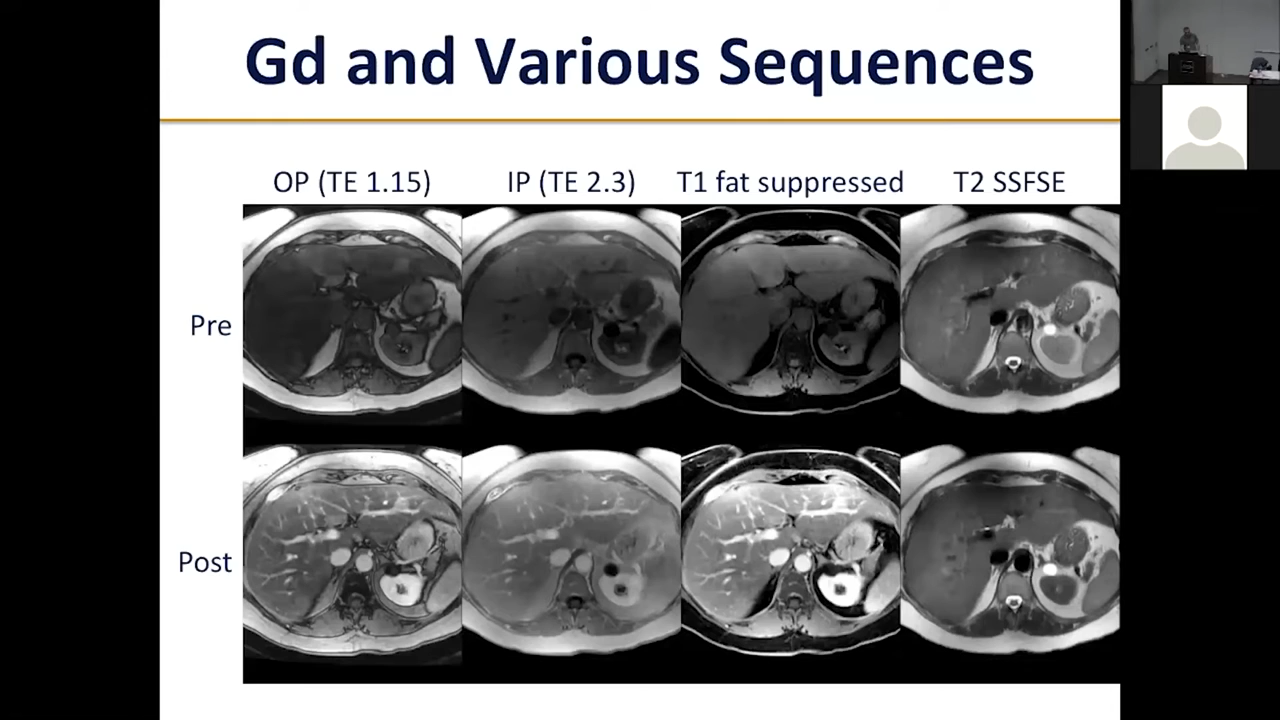 Gd and Various Sequences
OP (TE 1.15) IP (TE 2.3) T1 fat suppressed T2 SSFSE
Pre
Post